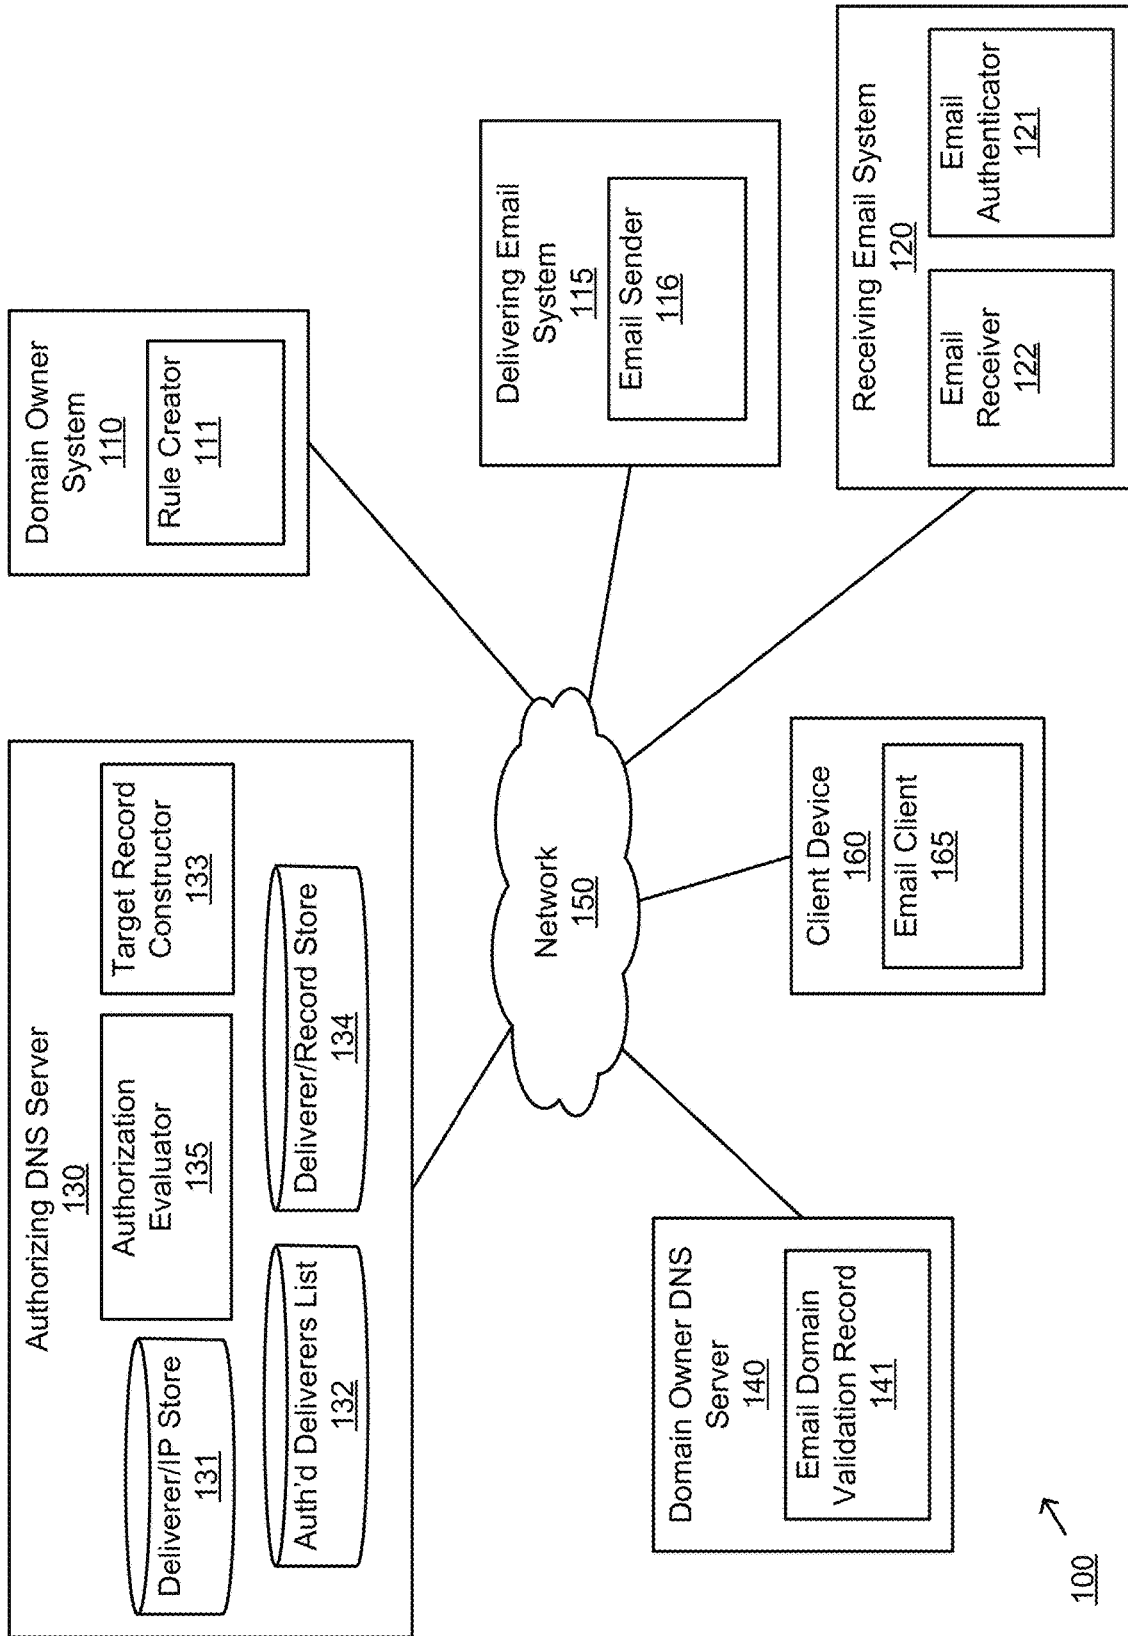 Authorizing DNS Server
130
Deliverer/IP Store
131
Authorization
Evaluator
135
Target Record
Constructor
133
Auth'd Deliverers List
132
Deliverer/Record Store
134
Domain Owner
System
110
Rule Creator
111
Network
150
Delivering Email
System
115
Email Sender
116
Domain Owner DNS
Server
140
Email Domain
Validation Record
141
Client Device
160
Email Client
165
Receiving Email System
120
Email
Receiver
122
Email
Authenticator
121
100